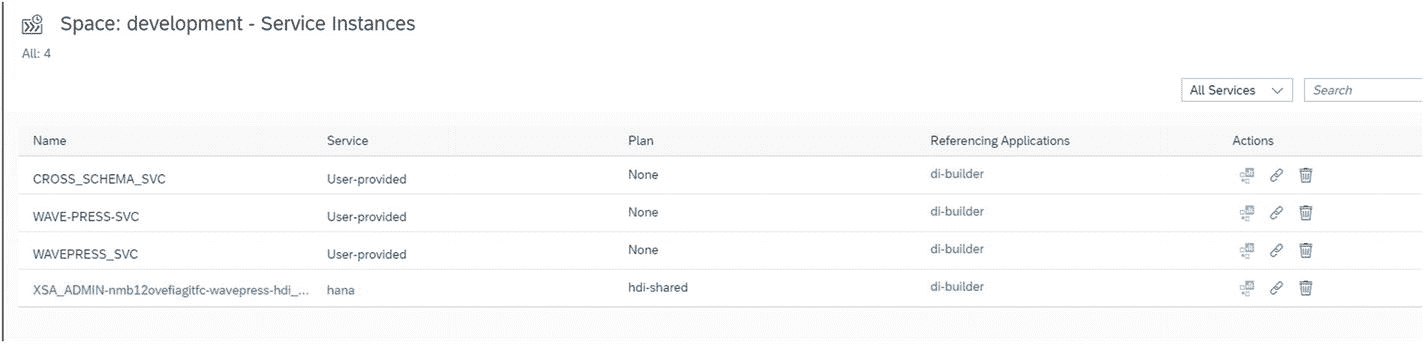 Space: development - Service Instances
All: 4
All Services Search
Name Service Plan Referencing Applications Actions
CROSS_SCHEMA_SVC User-provided None di-builder
WAVE-PRESS-SVC User-provided None di-builder
WAVEPRESS_SVC User-provided None di-builder
XSA_ADMIN-nmb12ovefiagitfc-wavepress-hdi_... hana hdi-shared di-builder